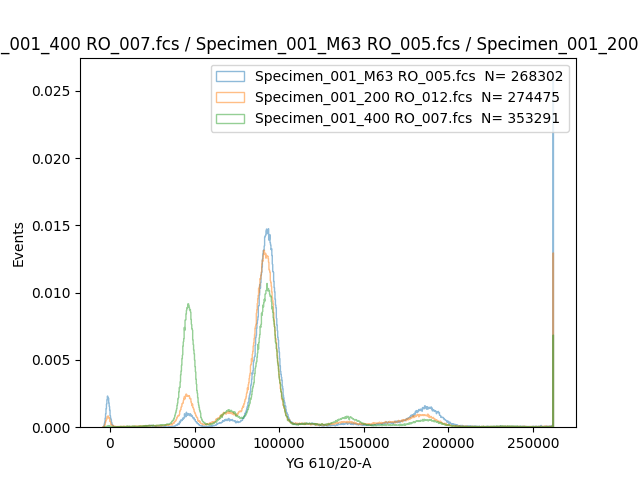 _001_400 RO_007.fcs / Specimen_001_M63 RO_005.fcs / Specimen_001_200
Specimen_001_M63 RO_005.fcs N= 268302
Specimen_001_200 RO_012.fcs N= 274475
Specimen_001_400 RO_007.fcs N= 353291
Events
0.025
0.020
0.015
0.010
0.005
0.000
0 50000 100000 150000 200000 250000
YG 610/20-A